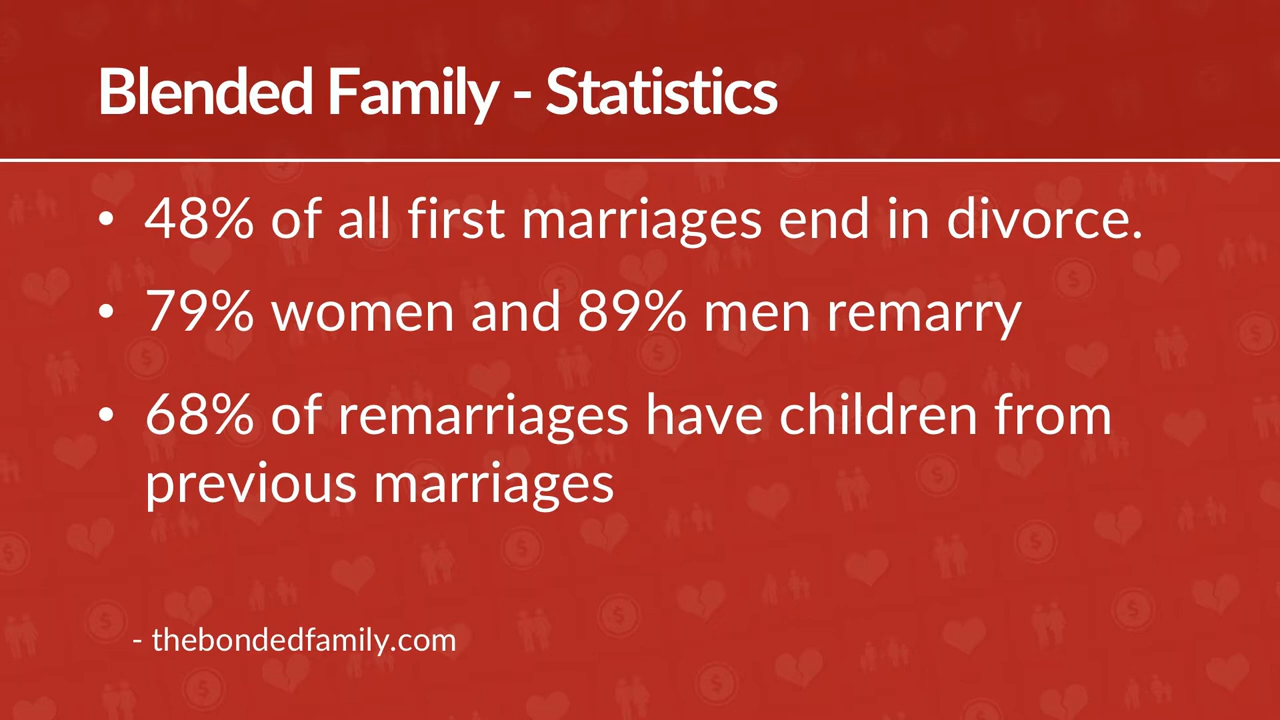 Blended Family - Statistics
• 48% of all first marriages end in divorce.
• 79% women and 89% men remarry
• 68% of remarriages have children from
previous marriages
- thebondedfamily.com